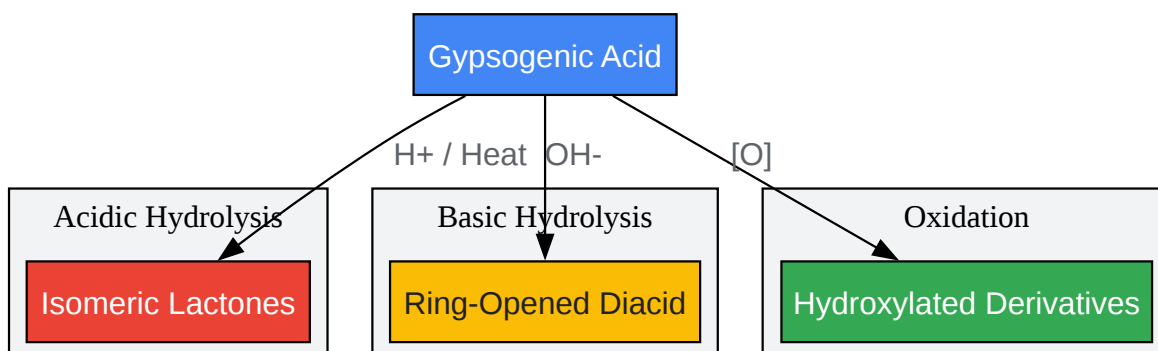 Gypsogenic Acid
H+ / Heat
OH-
[O]
Acidic Hydrolysis
Basic Hydrolysis
Oxidation
Isomeric Lactones
Ring-Opened Diacid
Hydroxylated Derivatives